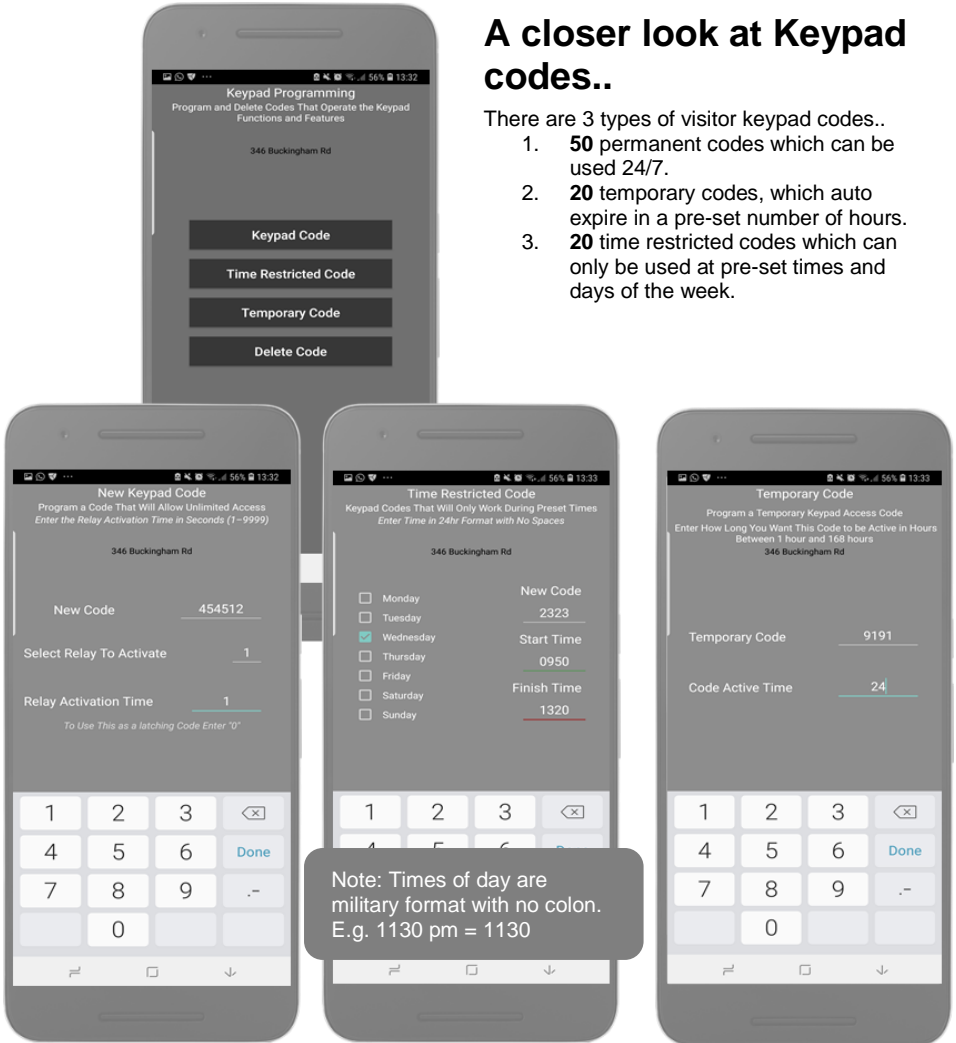 A closer look at Keypad
codes..
There are 3 types of visitor keypad codes..
1. 50 permanent codes which can be
used 24/7.
2. 20 temporary codes, which auto
expire in a pre-set number of hours.
3. 20 time restricted codes which can
only be used at pre-set times and
days of the week.
56% 13:32
Keypad Programming
Program and Delete Codes That Operate the Keypad
Functions and Features
346 Buckingham Rd
Keypad Code
Time Restricted Code
Temporary Code
Delete Code
56% 13:32
New Keypad Code
Program a Code That Will Allow Unlimited Access
Enter the Relay Activation Time in Seconds (1-9999)
346 Buckingham Rd
New Code 454512
Select Relay To Activate 1
Relay Activation Time 1
To Use This as a latching Code Enter "0"
1 2 3
4 5 6 Done
7 8 9 .-
0
56% 13:33
Time Restricted Code
Keypad Codes That Will Only Work During Preset Times
Enter Time in 24hr Format with No Spaces
346 Buckingham Rd
Monday
Tuesday
Wednesday
Thursday
Friday
Saturday
Sunday
New Code
2323
Start Time
0950
Finish Time
1320
1 2 3
Note: Times of day are
military format with no colon.
E.g. 1130 pm = 1130
56% 13:33
Temporary Code
Program a Temporary Keypad Access Code
Enter How Long You Want This Code to be Active in Hours
Between 1 hour and 168 hours
346 Buckingham Rd
Temporary Code 9191
Code Active Time 24
1 2 3
4 5 6 Done
7 8 9 .-
0